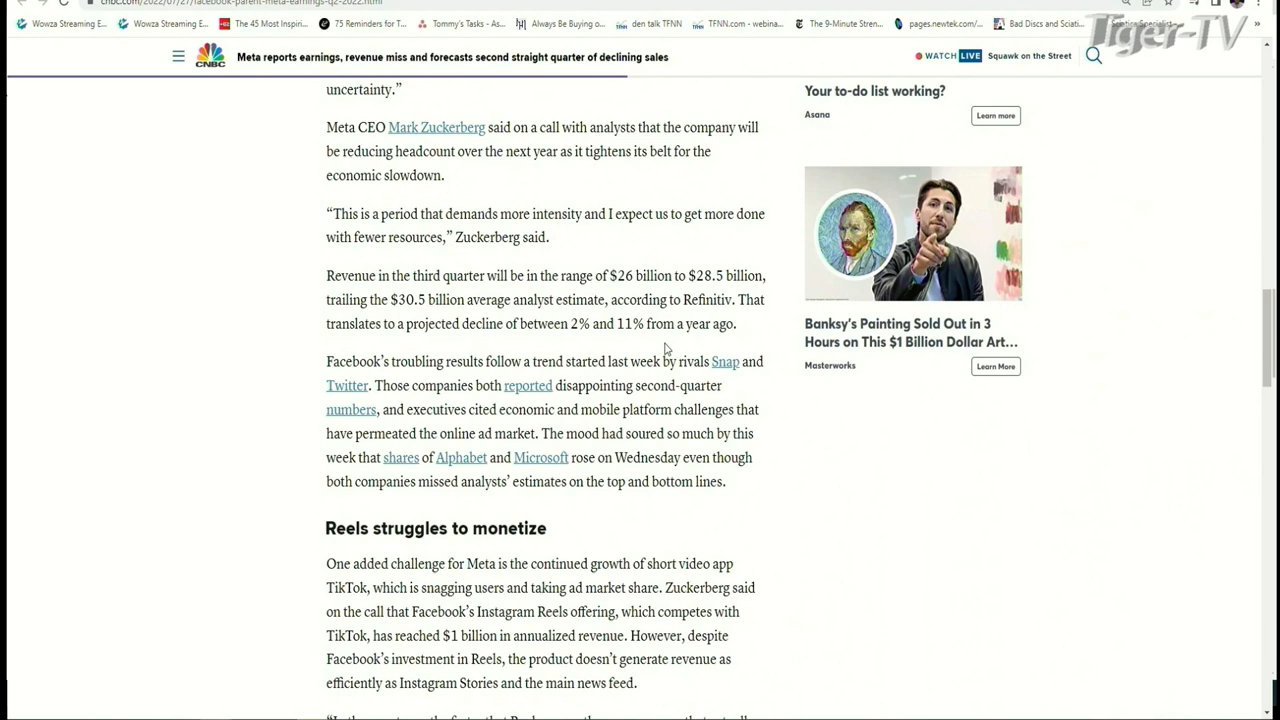 cnbc.com/2022/07/27/facebook-parent-meta-earnings-q2-2022.html
Wowza Streaming E...
Wowza Streaming E...
The 45 Most Inspiri...
75 Reminders for T...
Tommy's Tasks - As...
Always Be Buying o...
den talk TFNN
TFNN.com - webina...
The 9-Minute Stren...
pages.newtek.com/...
Bad Discs and Sciati...
Sciatica Specialist
»
Tiger-TV
CNBC
Meta reports earnings, revenue miss and forecasts second straight quarter of declining sales
WATCH LIVE
Squawk on the Street
uncertainty.”
Meta CEO Mark Zuckerberg said on a call with analysts that the company will
be reducing headcount over the next year as it tightens its belt for the
economic slowdown.
“This is a period that demands more intensity and I expect us to get more done
with fewer resources,” Zuckerberg said.
Revenue in the third quarter will be in the range of $26 billion to $28.5 billion,
trailing the $30.5 billion average analyst estimate, according to Refinitiv. That
translates to a projected decline of between 2% and 11% from a year ago.
Facebook’s troubling results follow a trend started last week by rivals Snap and
Twitter. Those companies both reported disappointing second-quarter
numbers, and executives cited economic and mobile platform challenges that
have permeated the online ad market. The mood had soured so much by this
week that shares of Alphabet and Microsoft rose on Wednesday even though
both companies missed analysts’ estimates on the top and bottom lines.
Reels struggles to monetize
One added challenge for Meta is the continued growth of short video app
TikTok, which is snagging users and taking ad market share. Zuckerberg said
on the call that Facebook’s Instagram Reels offering, which competes with
TikTok, has reached $1 billion in annualized revenue. However, despite
Facebook’s investment in Reels, the product doesn’t generate revenue as
efficiently as Instagram Stories and the main news feed.
Your to-do list working?
Asana
Learn more
Banksy’s Painting Sold Out in 3
Hours on This $1 Billion Dollar Art...
Masterworks
Learn More